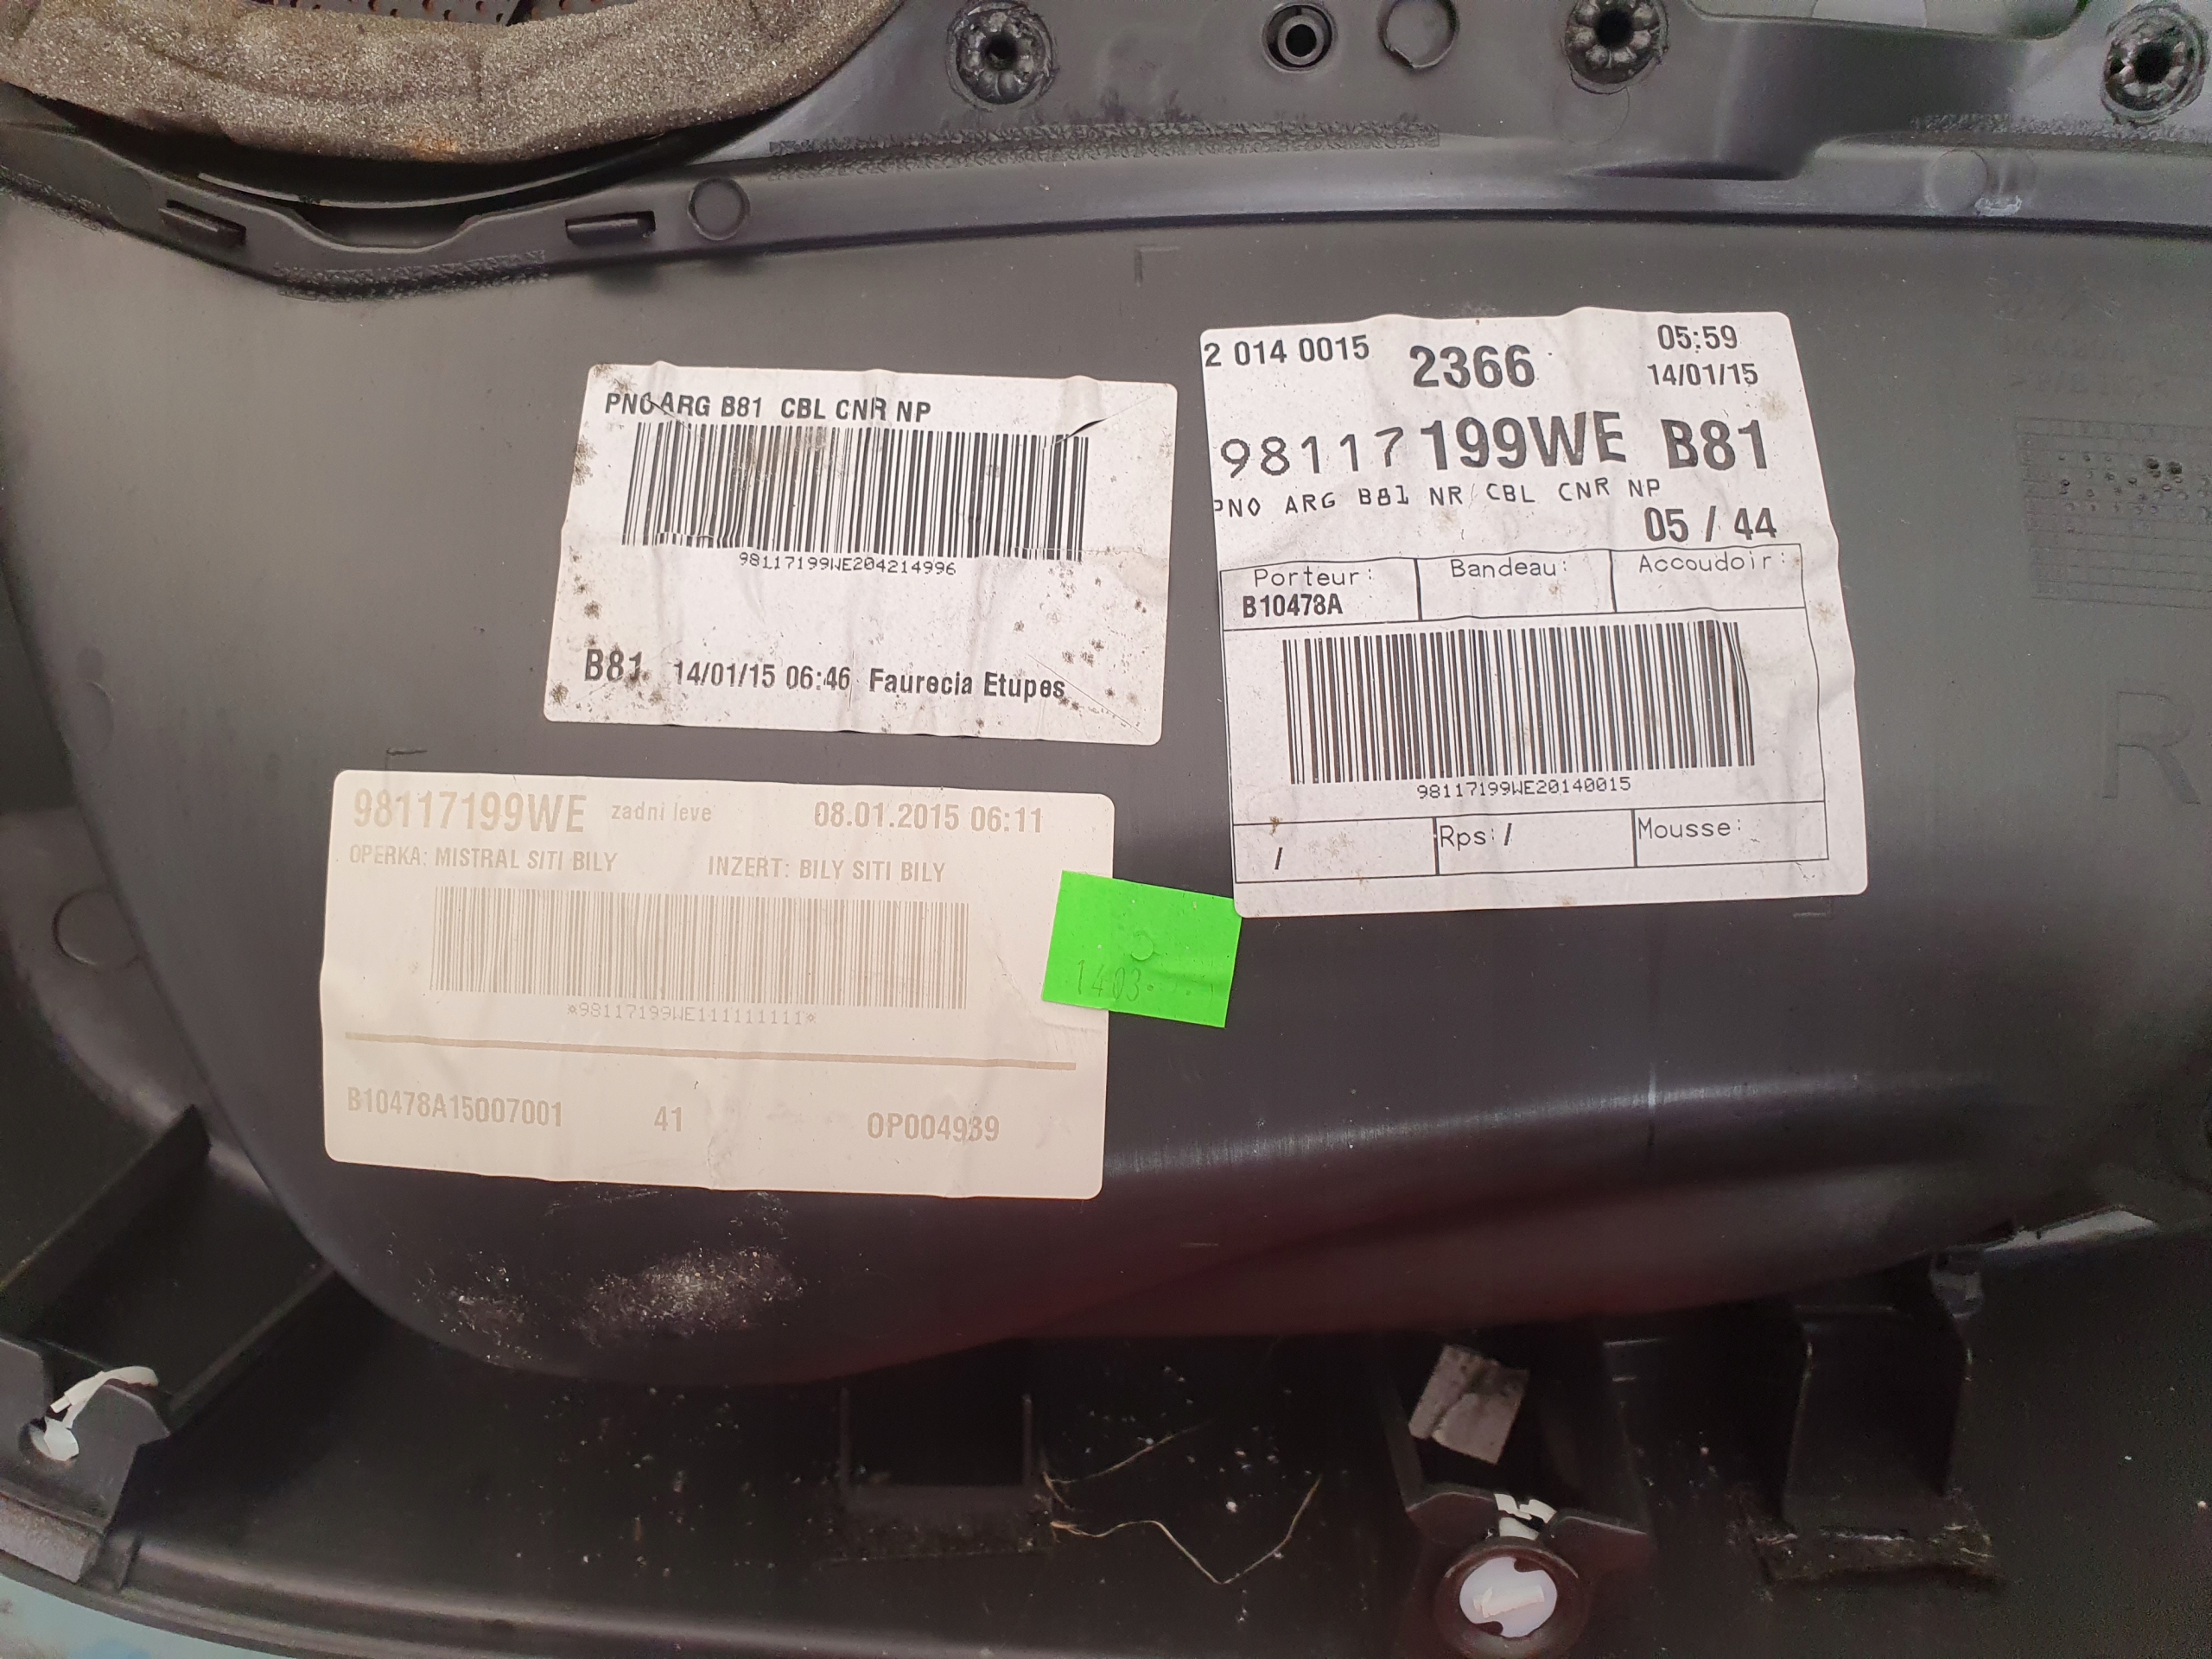 PNO ARG B81 CBL CNR NP
98117199WE204214996
B81 14/01/15 06:46 Faurecia Etupes
2 014 0015 2366 05:59
14/01/15
98117199WE B81
PNO ARG B81 NR CBL CNR NP
05 / 44
Porteur: Bandeau: Accoudoir:
B10478A
98117199WE20140015
/ Rps: / Mousse:
98117199WE zadni leve 08.01.2015 06:11
OPERKA: MISTRAL SITI BILY INZERT: BILY SITI BILY
*98117199WE111111111*
B10478A15007001 41 OP004939
1403
R